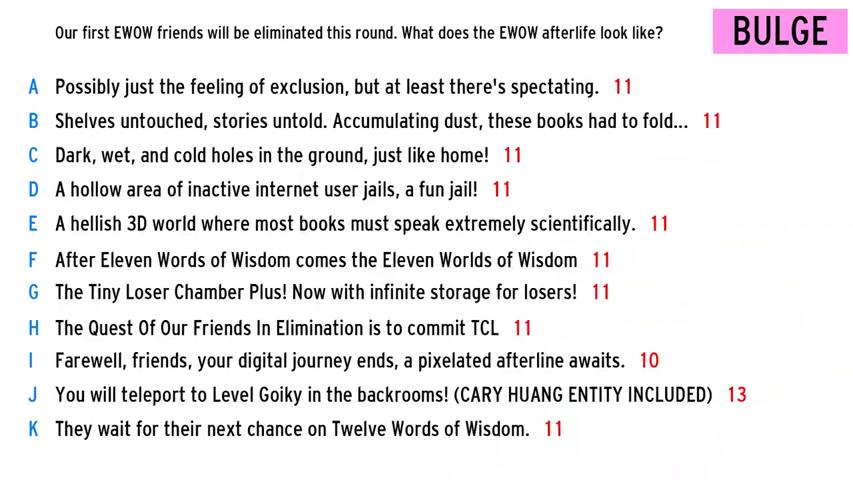 Our first EWOW friends will be eliminated this round. What does the EWOW afterlife look like?
BULGE
A Possibly just the feeling of exclusion, but at least there's spectating. 11
B Shelves untouched, stories untold. Accumulating dust, these books had to fold... 11
C Dark, wet, and cold holes in the ground, just like home! 11
D A hollow area of inactive internet user jails, a fun jail! 11
E A hellish 3D world where most books must speak extremely scientifically. 11
F After Eleven Words of Wisdom comes the Eleven Worlds of Wisdom 11
G The Tiny Loser Chamber Plus! Now with infinite storage for losers! 11
H The Quest Of Our Friends In Elimination is to commit TCL 11
I Farewell, friends, your digital journey ends, a pixelated afterline awaits. 10
J You will teleport to Level Goiky in the backrooms! (CARY HUANG ENTITY INCLUDED) 13
K They wait for their next chance on Twelve Words of Wisdom. 11